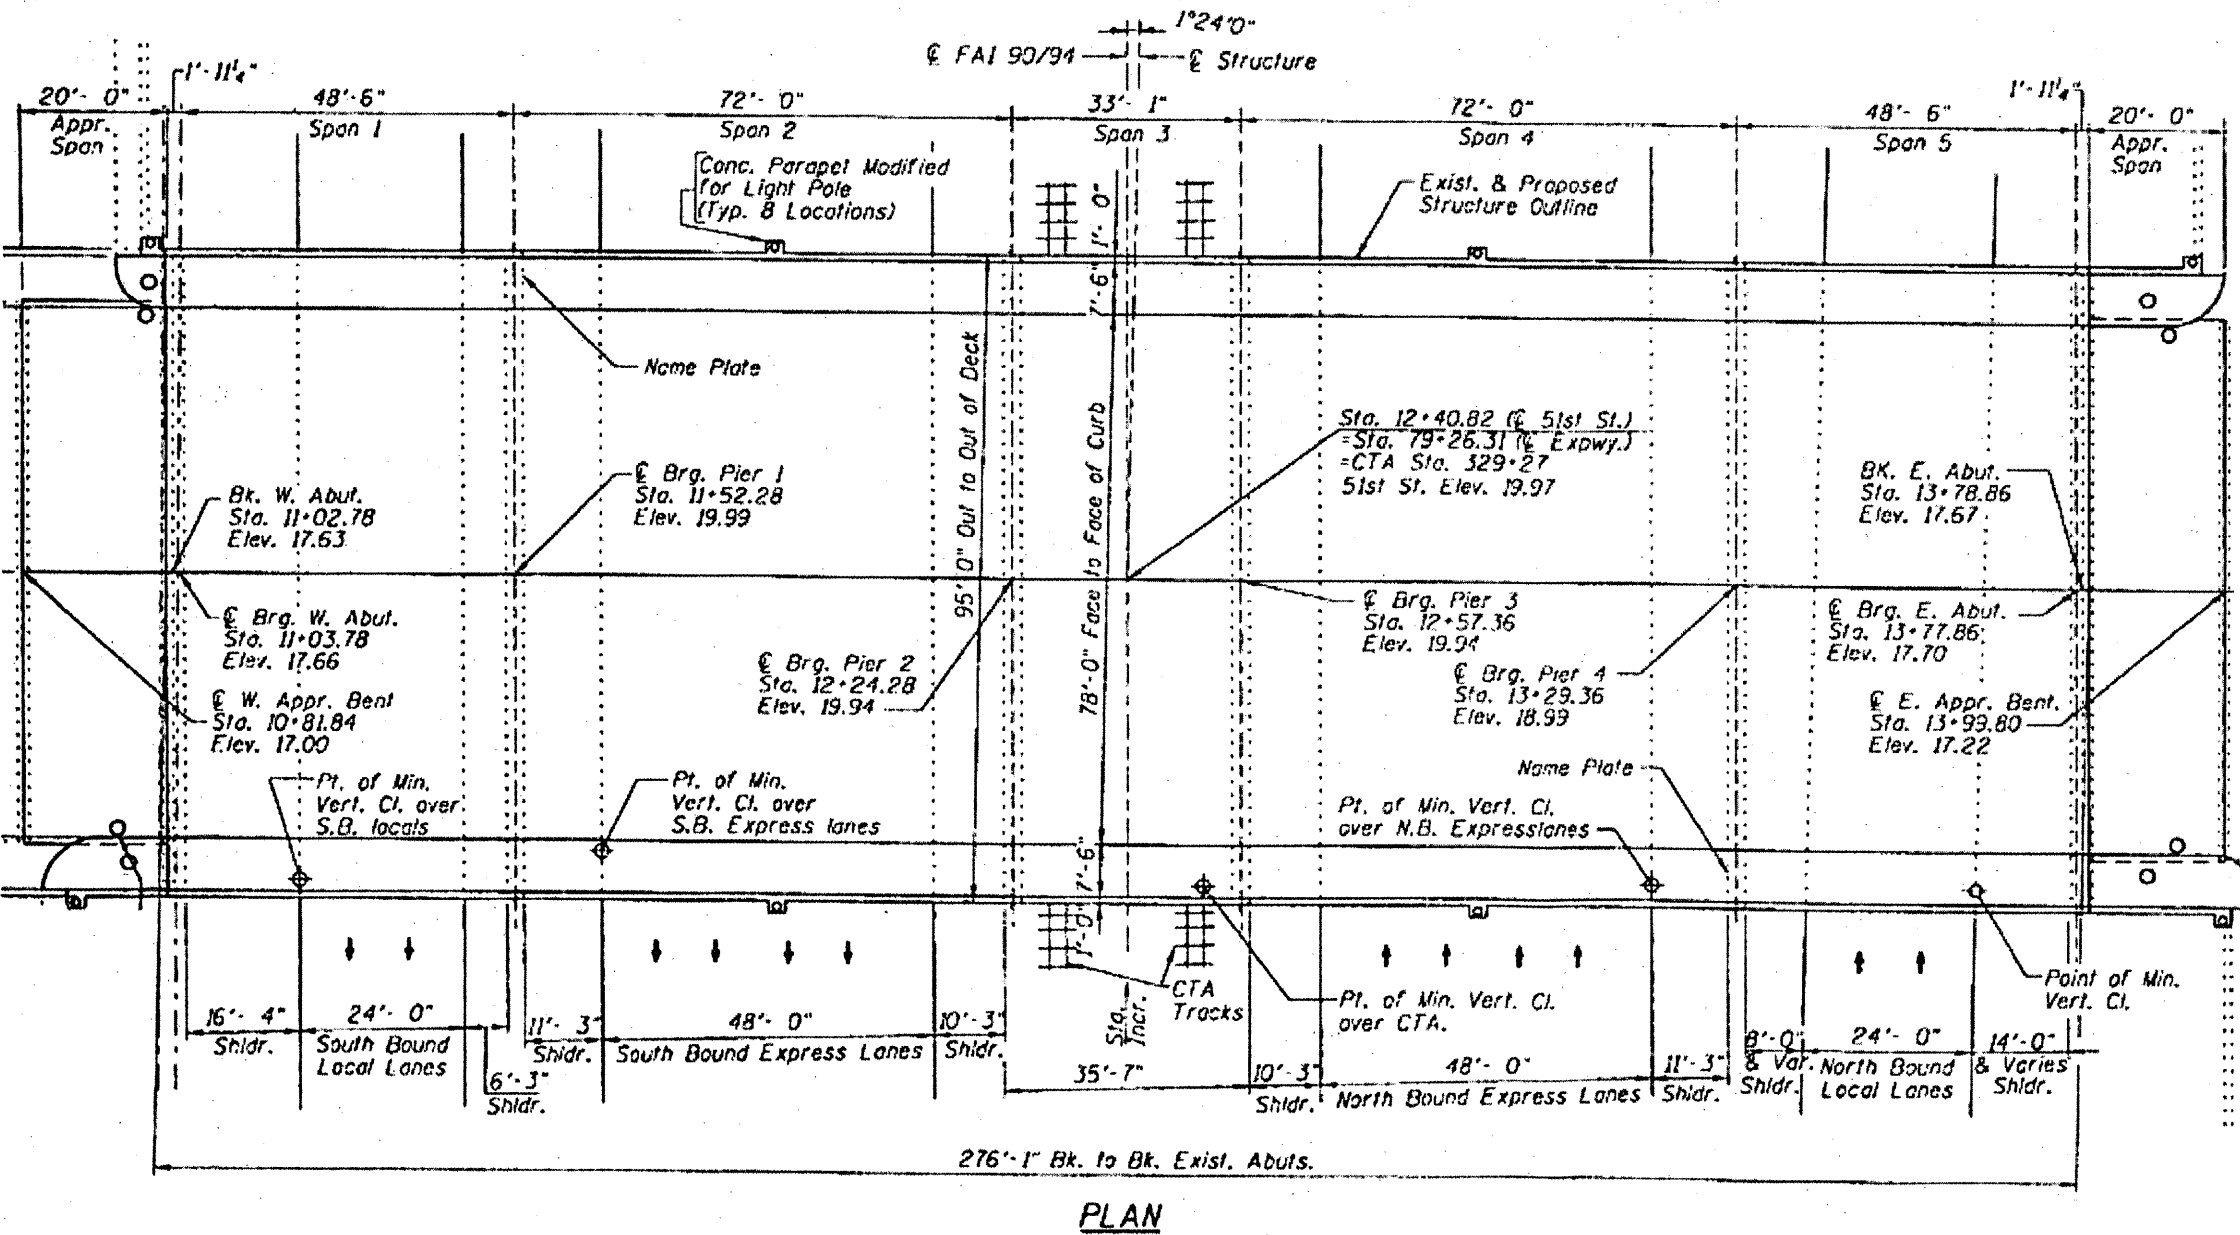 1°24'0"
℄ FAI 90/94
℄ Structure
1'-11¼"
1'-11¼"
20'- 0"
Appr.
Span
48'-6"
Span 1
72'- 0"
Span 2
33'- 1"
Span 3
72'- 0"
Span 4
48'- 6"
Span 5
20'- 0"
Appr.
Span
Conc. Parapet Modified
for Light Pole
(Typ. 8 Locations)
Exist. & Proposed
Structure Outline
1'- 0"
7'-6"
Name Plate
95'-0" Out to Out of Deck
78'-0" Face to Face of Curb
Sta. 12+40.82 (℄ 51st St.)
=Sta. 79+26.31 (℄ Expwy.)
=CTA Sta. 329+27
51st St. Elev. 19.97
Bk. W. Abut.
Sta. 11+02.78
Elev. 17.63
℄ Brg. Pier 1
Sta. 11+52.28
Elev. 19.99
BK. E. Abut.
Sta. 13+78.86
Elev. 17.67
℄ Brg. W. Abut.
Sta. 11+03.78
Elev. 17.66
℄ Brg. Pier 2
Sta. 12+24.28
Elev. 19.94
℄ Brg. Pier 3
Sta. 12+57.36
Elev. 19.94
℄ Brg. Pier 4
Sta. 13+29.36
Elev. 18.99
℄ Brg. E. Abut.
Sta. 13+77.86
Elev. 17.70
℄ W. Appr. Bent
Sta. 10+81.84
Elev. 17.00
℄ E. Appr. Bent.
Sta. 13+99.80
Elev. 17.22
Pt. of Min.
Vert. Cl. over
S.B. locals
Pt. of Min.
Vert. Cl. over
S.B. Express lanes
Name Plate
Pt. of Min. Vert. Cl.
over N.B. Expresslanes
7'-6"
1'-0"
CTA
Tracks
Sta.
Incr.
Pt. of Min. Vert. Cl.
over CTA.
Point of Min.
Vert. Cl.
16'- 4"
Shldr.
24'- 0"
South Bound
Local Lanes
6'-3"
Shldr.
11'- 3"
Shldr.
48'- 0"
South Bound Express Lanes
10'-3"
Shldr.
35'-7"
10'-3"
Shldr.
48'- 0"
North Bound Express Lanes
11'-3"
Shldr.
8'-0"
& Var.
Shldr.
24'- 0"
North Bound
Local Lanes
14'-0"
& Varies
Shldr.
276'-1" Bk. to Bk. Exist. Abuts.
PLAN